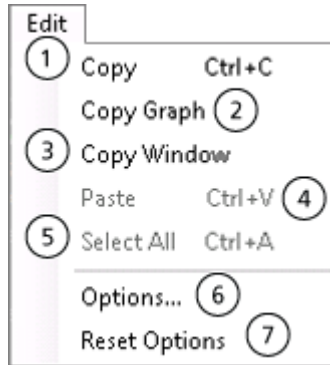 Edit
1 Copy Ctrl+C
Copy Graph 2
3 Copy Window
Paste Ctrl+V 4
5 Select All Ctrl+A
Options... 6
Reset Options 7